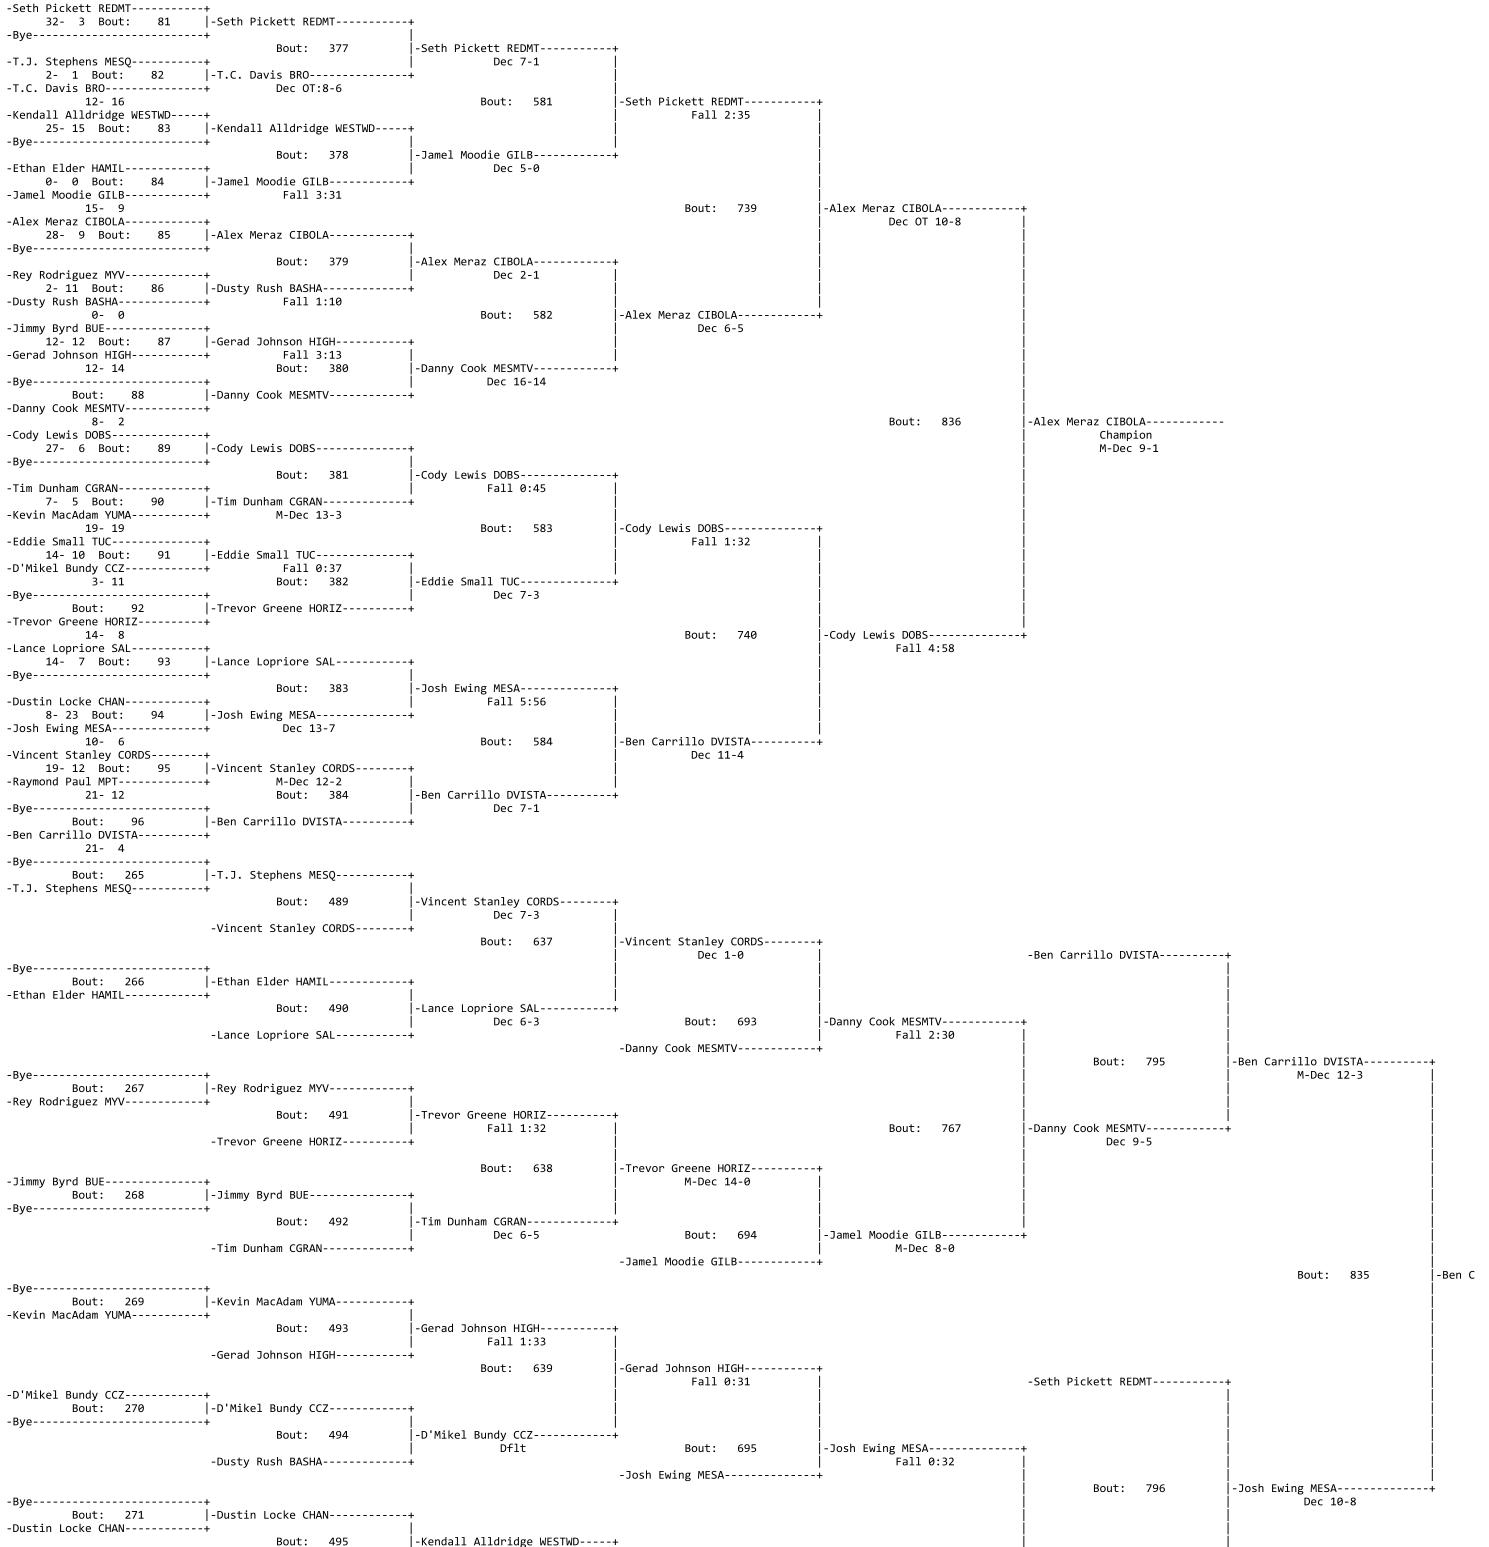 -Seth Pickett REDMT-----------+
32-  3  Bout:    81    |-Seth Pickett REDMT-----------+
-Bye--------------------------+    |
Bout:   377    |-Seth Pickett REDMT-----------+
-T.J. Stephens MESQ-----------+    |    Dec 7-1    |
2-  1  Bout:    82    |-T.C. Davis BRO---------------+    |
-T.C. Davis BRO---------------+    Dec OT:8-6    |
12- 16    Bout:   581    |-Seth Pickett REDMT-----------+
-Kendall Alldridge WESTWD-----+    |    Fall 2:35    |
25- 15  Bout:    83    |-Kendall Alldridge WESTWD-----+    |    |
-Bye--------------------------+    |    |    |
Bout:   378    |-Jamel Moodie GILB------------+    |
-Ethan Elder HAMIL------------+    |    Dec 5-0    |
0-  0  Bout:    84    |-Jamel Moodie GILB------------+    |
-Jamel Moodie GILB------------+    Fall 3:31    |
15-  9    Bout:   739    |-Alex Meraz CIBOLA------------+
-Alex Meraz CIBOLA------------+    |    Dec OT 10-8    |
28-  9  Bout:    85    |-Alex Meraz CIBOLA------------+    |    |
-Bye--------------------------+    |    |    |
Bout:   379    |-Alex Meraz CIBOLA------------+    |    |
-Rey Rodriguez MYV------------+    |    Dec 2-1    |    |    |
2- 11  Bout:    86    |-Dusty Rush BASHA-------------+    |    |    |
-Dusty Rush BASHA-------------+    Fall 1:10    |    |    |
0-  0    Bout:   582    |-Alex Meraz CIBOLA------------+    |
-Jimmy Byrd BUE---------------+    |    Dec 6-5    |
12- 12  Bout:    87    |-Gerad Johnson HIGH-----------+    |    |
-Gerad Johnson HIGH-----------+    Fall 3:13    |    |    |
12- 14    Bout:   380    |-Danny Cook MESMTV------------+    |
-Bye--------------------------+    |    Dec 16-14    |
Bout:    88    |-Danny Cook MESMTV------------+    |
-Danny Cook MESMTV------------+    |
8-  2    Bout:   836    |-Alex Meraz CIBOLA------------
-Cody Lewis DOBS--------------+    |    Champion
27-  6  Bout:    89    |-Cody Lewis DOBS--------------+    |    M-Dec 9-1
-Bye--------------------------+    |    |
Bout:   381    |-Cody Lewis DOBS--------------+    |
-Tim Dunham CGRAN-------------+    |    Fall 0:45    |    |
7-  5  Bout:    90    |-Tim Dunham CGRAN-------------+    |    |
-Kevin MacAdam YUMA-----------+    M-Dec 13-3    |    |
19- 19    Bout:   583    |-Cody Lewis DOBS--------------+    |
-Eddie Small TUC--------------+    |    Fall 1:32    |    |
14- 10  Bout:    91    |-Eddie Small TUC--------------+    |    |    |
-D'Mikel Bundy CCZ------------+    Fall 0:37    |    |    |    |
3- 11    Bout:   382    |-Eddie Small TUC--------------+    |    |
-Bye--------------------------+    |    Dec 7-3    |    |
Bout:    92    |-Trevor Greene HORIZ----------+    |    |
-Trevor Greene HORIZ----------+    |    |
14-  8    Bout:   740    |-Cody Lewis DOBS--------------+
-Lance Lopriore SAL-----------+    |    Fall 4:58
14-  7  Bout:    93    |-Lance Lopriore SAL-----------+    |
-Bye--------------------------+    |    |
Bout:   383    |-Josh Ewing MESA--------------+    |
-Dustin Locke CHAN------------+    |    Fall 5:56    |    |
8- 23  Bout:    94    |-Josh Ewing MESA--------------+    |    |
-Josh Ewing MESA--------------+    Dec 13-7    |    |
10-  6    Bout:   584    |-Ben Carrillo DVISTA----------+
-Vincent Stanley CORDS--------+    |    Dec 11-4
19- 12  Bout:    95    |-Vincent Stanley CORDS--------+    |
-Raymond Paul MPT-------------+    M-Dec 12-2    |    |
21- 12    Bout:   384    |-Ben Carrillo DVISTA----------+
-Bye--------------------------+    |    Dec 7-1
Bout:    96    |-Ben Carrillo DVISTA----------+
-Ben Carrillo DVISTA----------+
21-  4
-Bye--------------------------+
Bout:   265    |-T.J. Stephens MESQ-----------+
-T.J. Stephens MESQ-----------+    |
Bout:   489    |-Vincent Stanley CORDS--------+
|    Dec 7-3    |
-Vincent Stanley CORDS--------+    |
Bout:   637    |-Vincent Stanley CORDS--------+
|    Dec 1-0    |    -Ben Carrillo DVISTA----------+
-Bye--------------------------+    |    |    |
Bout:   266    |-Ethan Elder HAMIL------------+    |    |    |
-Ethan Elder HAMIL------------+    |    |    |    |
Bout:   490    |-Lance Lopriore SAL-----------+    |    |
|    Dec 6-3    Bout:   693    |-Danny Cook MESMTV------------+    |
-Lance Lopriore SAL-----------+    |    Fall 2:30    |    |
-Danny Cook MESMTV------------+    |    |
Bout:   795    |-Ben Carrillo DVISTA----------+
-Bye--------------------------+    |    |    M-Dec 12-3    |
Bout:   267    |-Rey Rodriguez MYV------------+    |    |    |
-Rey Rodriguez MYV------------+    |    |    |    |
Bout:   491    |-Trevor Greene HORIZ----------+    |    |    |
|    Fall 1:32    |    Bout:   767    |-Danny Cook MESMTV------------+    |
-Trevor Greene HORIZ----------+    |    |    Dec 9-5    |
Bout:   638    |-Trevor Greene HORIZ----------+    |    |
-Jimmy Byrd BUE---------------+    |    M-Dec 14-0    |    |    |
Bout:   268    |-Jimmy Byrd BUE---------------+    |    |    |    |
-Bye--------------------------+    |    |    |    |    |
Bout:   492    |-Tim Dunham CGRAN-------------+    |    |    |
|    Dec 6-5    Bout:   694    |-Jamel Moodie GILB------------+    |
-Tim Dunham CGRAN-------------+    |    M-Dec 8-0    |
-Jamel Moodie GILB------------+    |
Bout:   835    |-Ben C
-Bye--------------------------+    |
Bout:   269    |-Kevin MacAdam YUMA-----------+    |
-Kevin MacAdam YUMA-----------+    |    |
Bout:   493    |-Gerad Johnson HIGH-----------+    |
|    Fall 1:33    |    |
-Gerad Johnson HIGH-----------+    |    |
Bout:   639    |-Gerad Johnson HIGH-----------+    |
|    Fall 0:31    |    -Seth Pickett REDMT-----------+    |
-D'Mikel Bundy CCZ------------+    |    |    |    |
Bout:   270    |-D'Mikel Bundy CCZ------------+    |    |    |    |
-Bye--------------------------+    |    |    |    |    |
Bout:   494    |-D'Mikel Bundy CCZ------------+    |    |    |
|    Dflt    Bout:   695    |-Josh Ewing MESA--------------+    |    |
-Dusty Rush BASHA-------------+    |    Fall 0:32    |    |    |
-Josh Ewing MESA--------------+    |    |    |
Bout:   796    |-Josh Ewing MESA--------------+
-Bye--------------------------+    |    |    Dec 10-8
Bout:   271    |-Dustin Locke CHAN------------+    |    |
-Dustin Locke CHAN------------+    |    |    |
Bout:   495    |-Kendall Alldridge WESTWD-----+    |    |